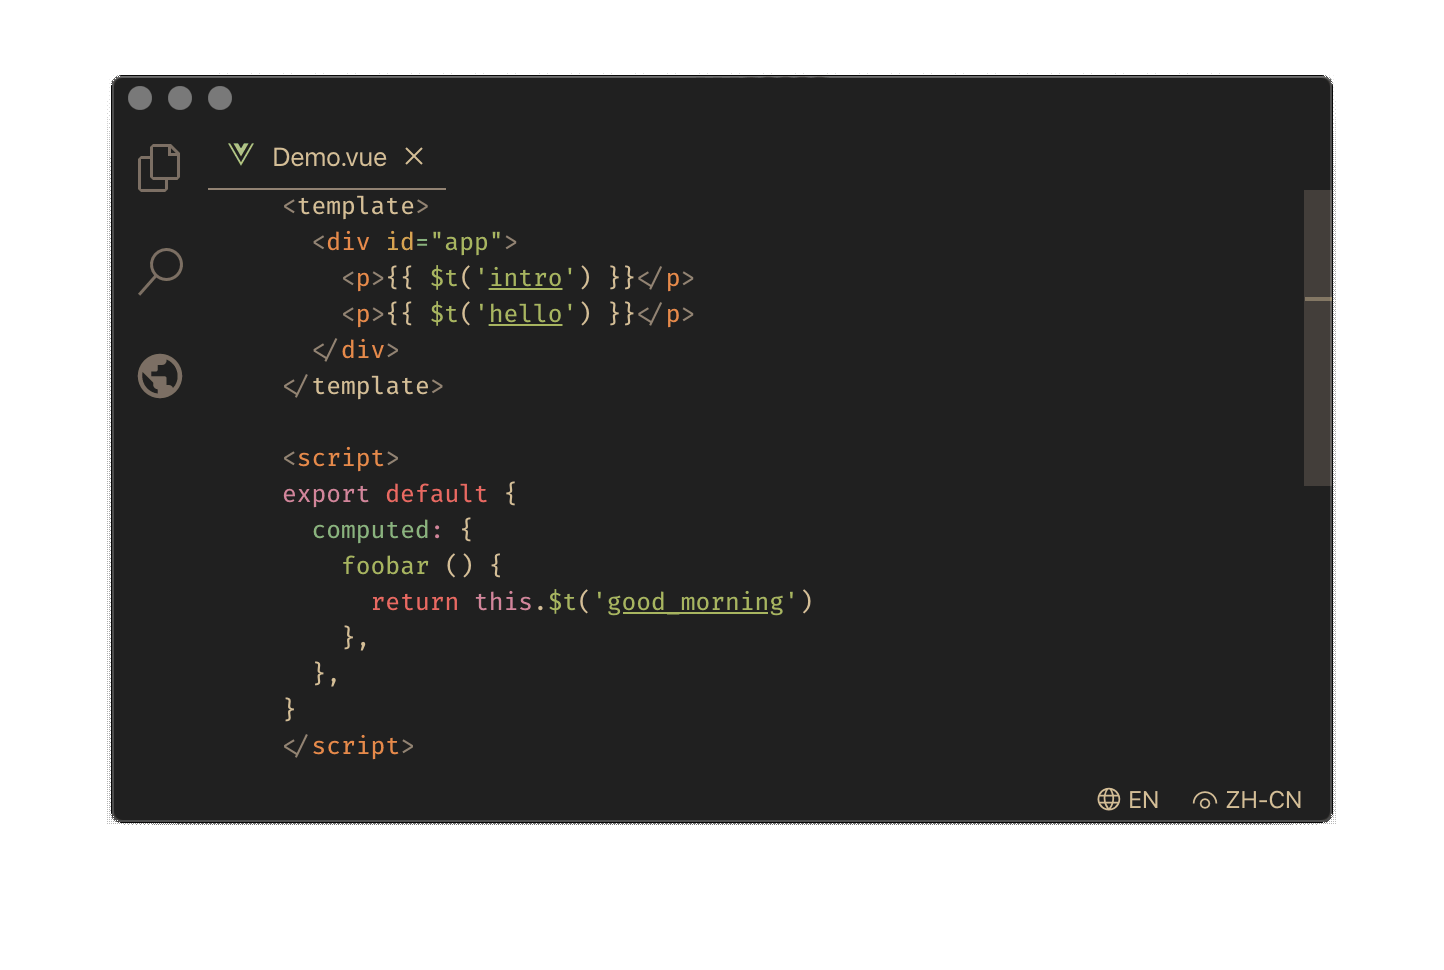 Demo.vue
<template>
  <div id="app">
    <p>{{ $t('intro') }}</p>
    <p>{{ $t('hello') }}</p>
  </div>
</template>

<script>
export default {
  computed: {
    foobar () {
      return this.$t('good_morning')
    },
  },
}
</script>
EN ZH-CN